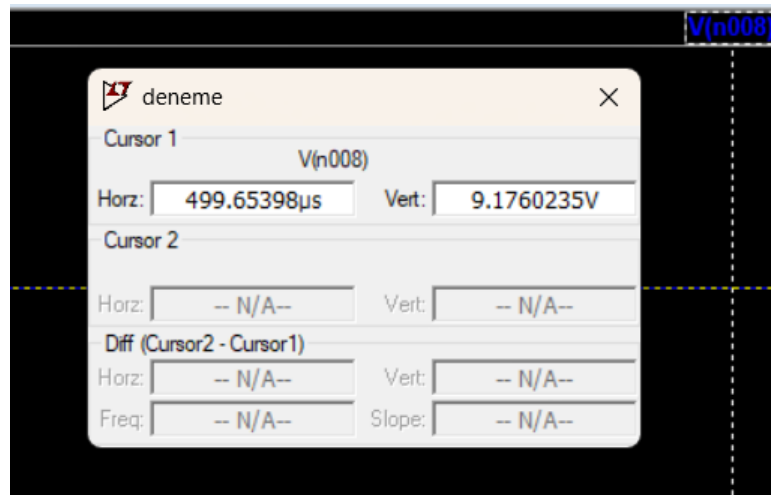 V(n008)
deneme
Cursor 1
V(n008)
Horz: 499.65398µs Vert: 9.1760235V
Cursor 2
Horz: -- N/A-- Vert: -- N/A--
Diff (Cursor2 - Cursor1)
Horz: -- N/A-- Vert: -- N/A--
Freq: -- N/A-- Slope: -- N/A--